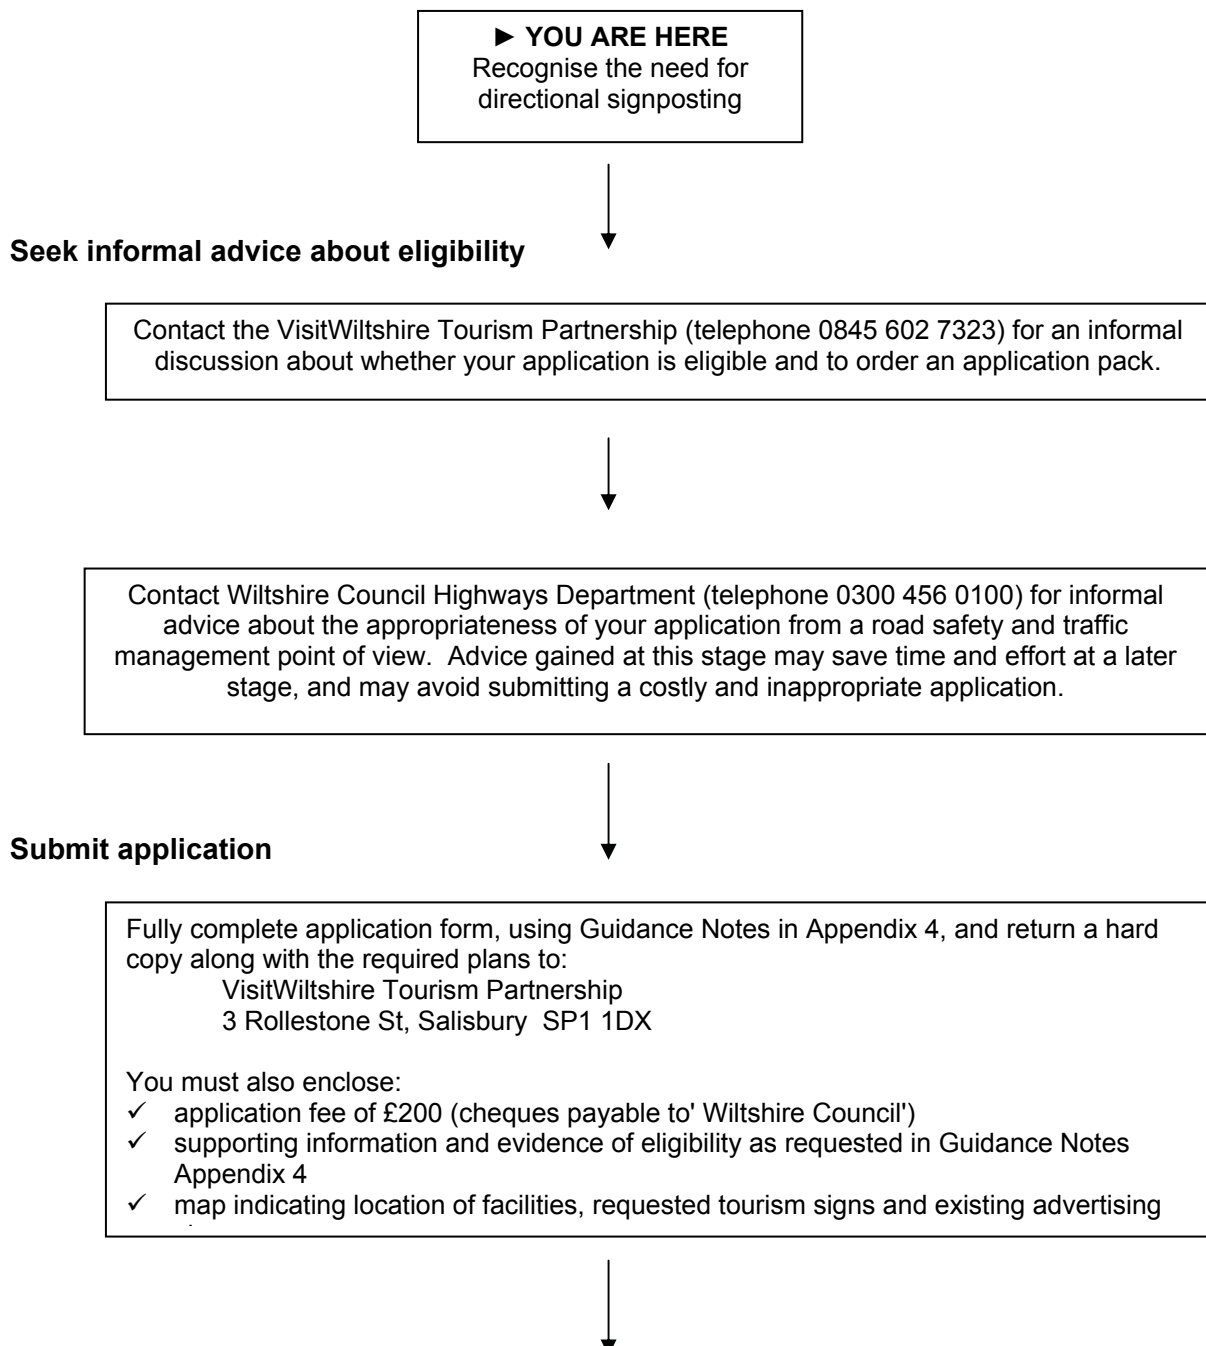 ► YOU ARE HERE
Recognise the need for
directional signposting
Seek informal advice about eligibility
Contact the VisitWiltshire Tourism Partnership (telephone 0845 602 7323) for an informal
discussion about whether your application is eligible and to order an application pack.
Contact Wiltshire Council Highways Department (telephone 0300 456 0100) for informal
advice about the appropriateness of your application from a road safety and traffic
management point of view. Advice gained at this stage may save time and effort at a later
stage, and may avoid submitting a costly and inappropriate application.
Submit application
Fully complete application form, using Guidance Notes in Appendix 4, and return a hard
copy along with the required plans to:
VisitWiltshire Tourism Partnership
3 Rollestone St, Salisbury SP1 1DX
You must also enclose:
✓ application fee of £200 (cheques payable to' Wiltshire Council')
✓ supporting information and evidence of eligibility as requested in Guidance Notes
Appendix 4
✓ map indicating location of facilities, requested tourism signs and existing advertising